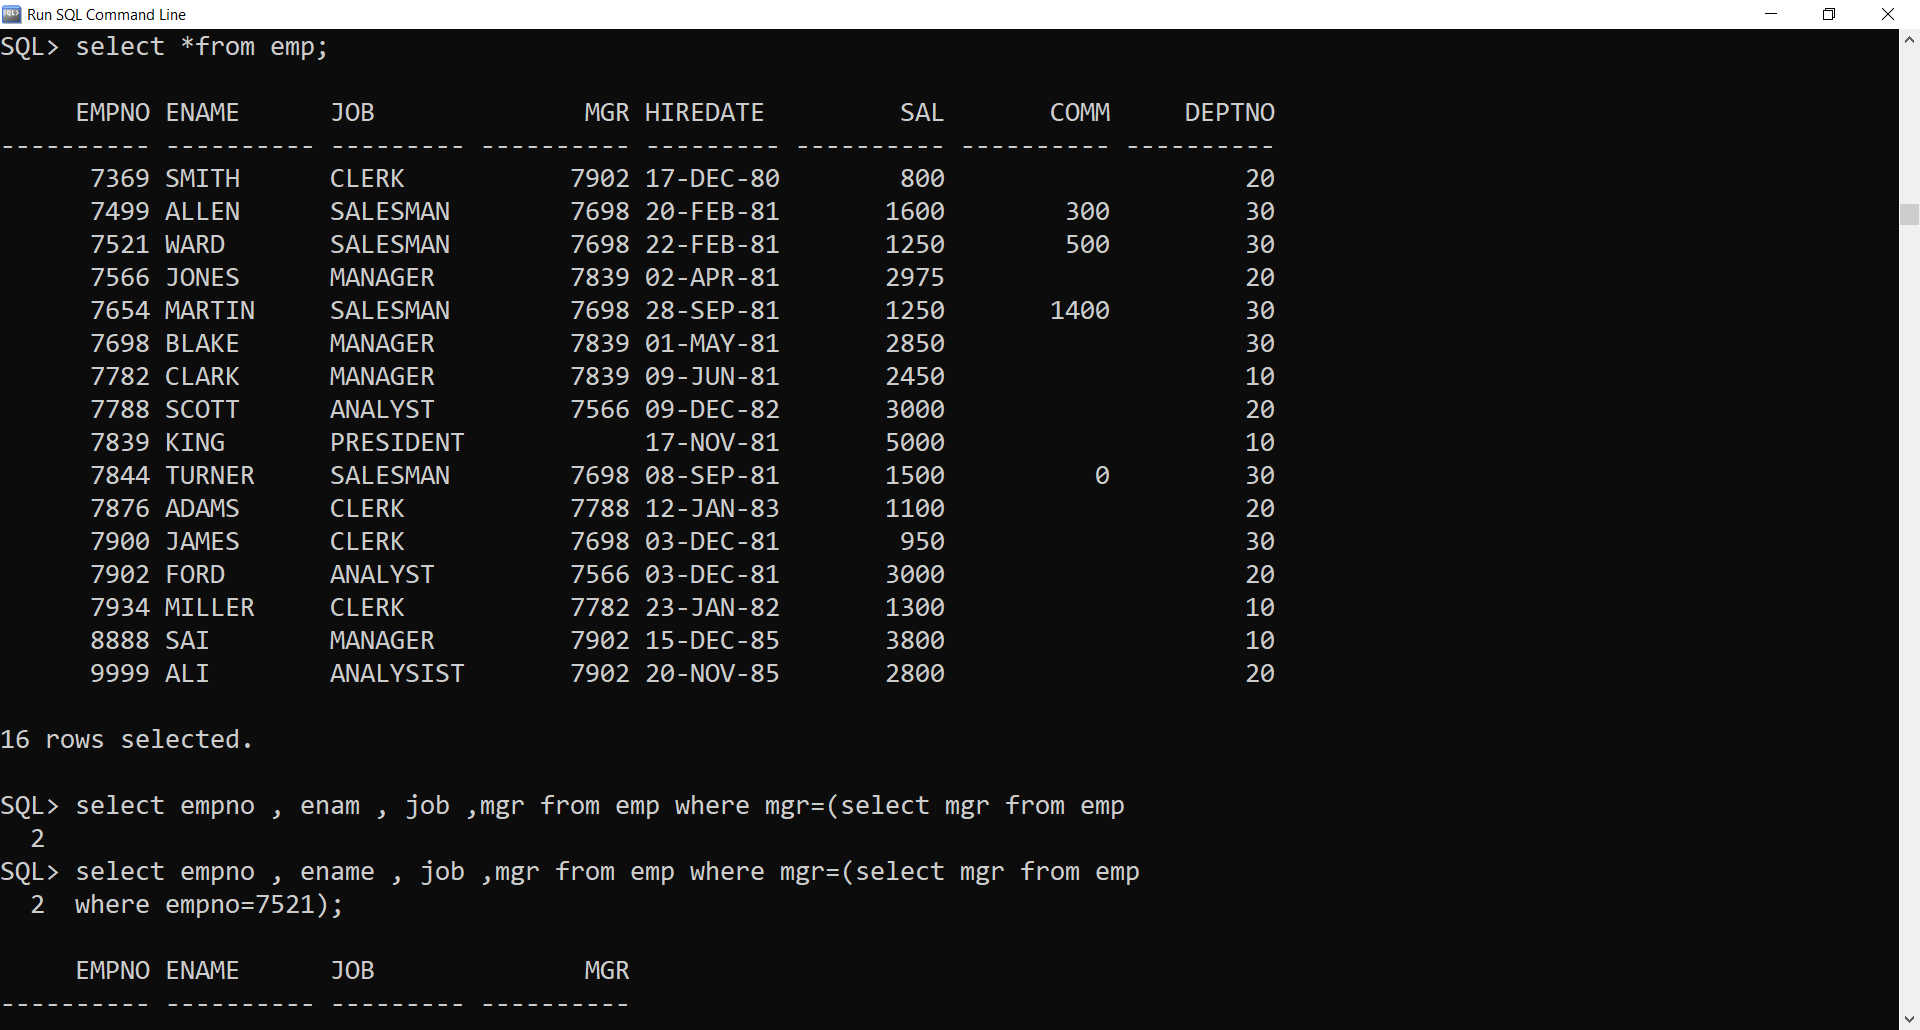 Run SQL Command Line
SQL> select *from emp;
     EMPNO ENAME      JOB              MGR HIREDATE         SAL       COMM     DEPTNO
---------- ---------- --------- ---------- --------- ---------- ---------- ----------
      7369 SMITH      CLERK           7902 17-DEC-80        800                    20
      7499 ALLEN      SALESMAN        7698 20-FEB-81       1600        300         30
      7521 WARD       SALESMAN        7698 22-FEB-81       1250        500         30
      7566 JONES      MANAGER         7839 02-APR-81       2975                    20
      7654 MARTIN     SALESMAN        7698 28-SEP-81       1250       1400         30
      7698 BLAKE      MANAGER         7839 01-MAY-81       2850                    30
      7782 CLARK      MANAGER         7839 09-JUN-81       2450                    10
      7788 SCOTT      ANALYST         7566 09-DEC-82       3000                    20
      7839 KING       PRESIDENT            17-NOV-81       5000                    10
      7844 TURNER     SALESMAN        7698 08-SEP-81       1500          0         30
      7876 ADAMS      CLERK           7788 12-JAN-83       1100                    20
      7900 JAMES      CLERK           7698 03-DEC-81        950                    30
      7902 FORD       ANALYST         7566 03-DEC-81       3000                    20
      7934 MILLER     CLERK           7782 23-JAN-82       1300                    10
      8888 SAI        MANAGER         7902 15-DEC-85       3800                    10
      9999 ALI        ANALYSIST       7902 20-NOV-85       2800                    20
16 rows selected.
SQL> select empno , enam , job ,mgr from emp where mgr=(select mgr from emp
  2
SQL> select empno , ename , job ,mgr from emp where mgr=(select mgr from emp
  2  where empno=7521);
     EMPNO ENAME      JOB              MGR
---------- ---------- --------- ----------